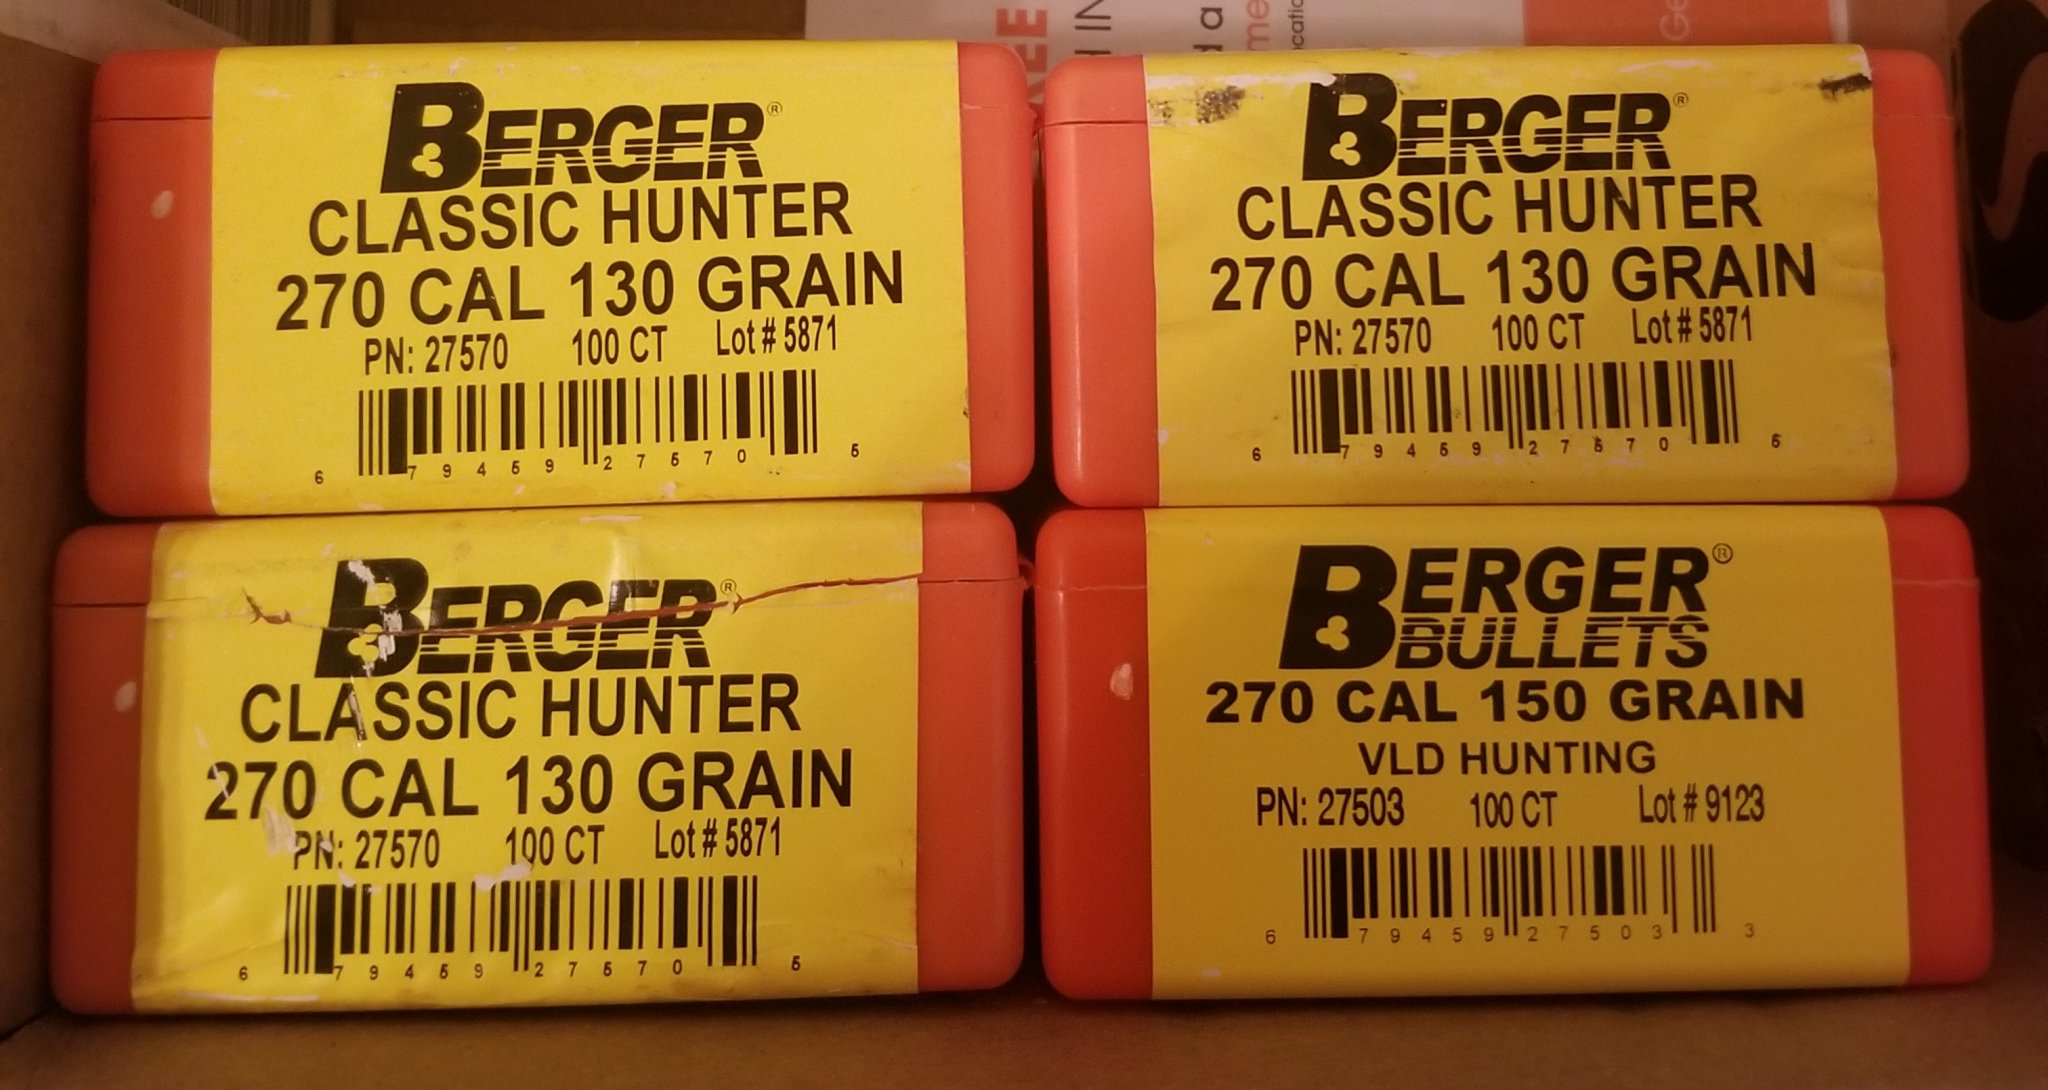 BERGER®
CLASSIC HUNTER
270 CAL 130 GRAIN
PN: 27570 100 CT Lot # 5871
6 79459 27570 5
BERGER®
CLASSIC HUNTER
270 CAL 130 GRAIN
PN: 27570 100 CT Lot # 5871
6 79459 27570 5
BERGER®
CLASSIC HUNTER
270 CAL 130 GRAIN
PN: 27570 100 CT Lot # 5871
6 79459 27570 5
BERGER®
BULLETS
270 CAL 150 GRAIN
VLD HUNTING
PN: 27503 100 CT Lot # 9123
6 79459 27503 3